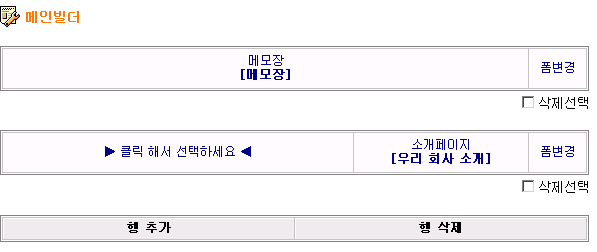 메인빌더
메모장
[메모장]
폼변경
삭제선택
▶ 클릭 해서 선택하세요 ◀
소개페이지
[우리 회사 소개]
폼변경
삭제선택
행 추가
행 삭제